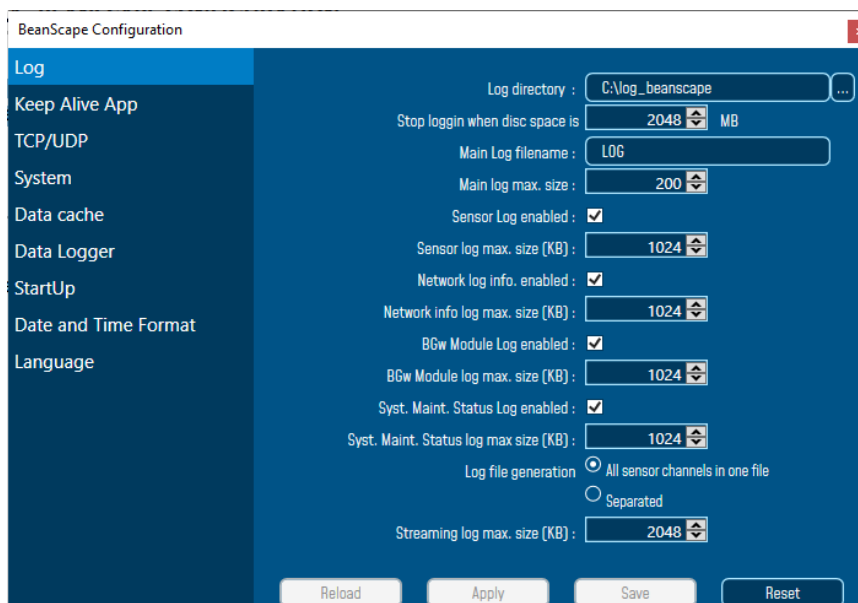 BeanScape Configuration
Log
Keep Alive App
TCP/UDP
System
Data cache
Data Logger
StartUp
Date and Time Format
Language
Log directory : C:\log_beanscape ...
Stop loggin when disc space is 2048 MB
Main Log filename : LOG
Main log max. size : 200
Sensor Log enabled :
Sensor log max. size (KB) : 1024
Network log info. enabled :
Network info log max. size (KB) : 1024
BGw Module Log enabled :
BGw Module log max. size (KB) : 1024
Syst. Maint. Status Log enabled :
Syst. Maint. Status log max size (KB) : 1024
Log file generation All sensor channels in one file
Separated
Streaming log max. size (KB) : 2048
Reload Apply Save Reset